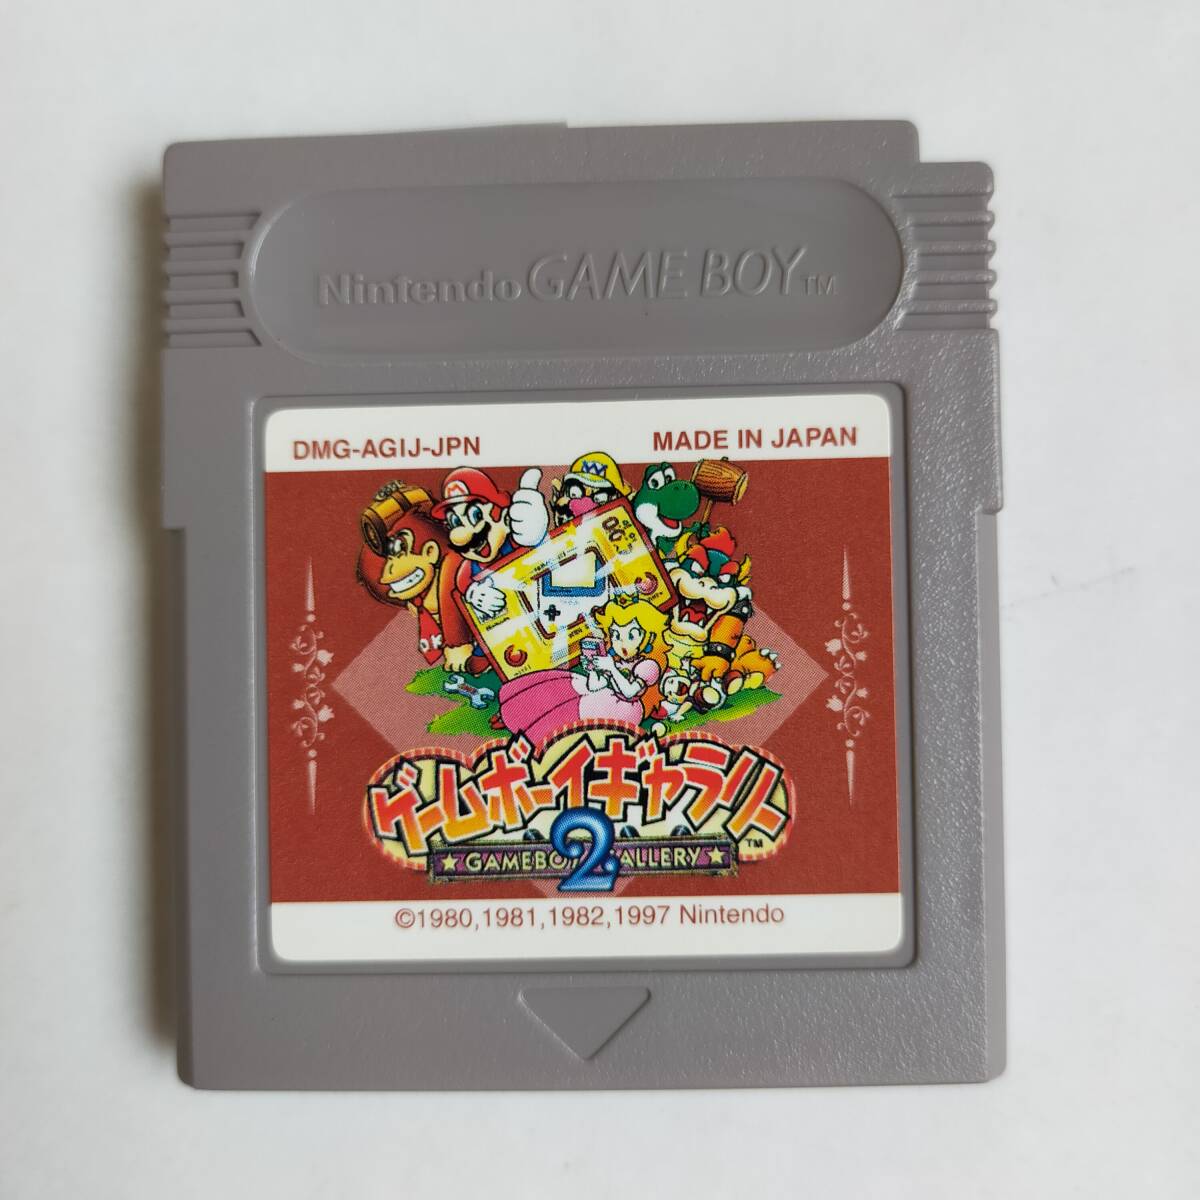 Nintendo GAME BOY™
DMG-AGIJ-JPN MADE IN JAPAN
ゲームボーイギャラリー
2
™
★ GAMEBOY GALLERY ★
©1980,1981,1982,1997 Nintendo